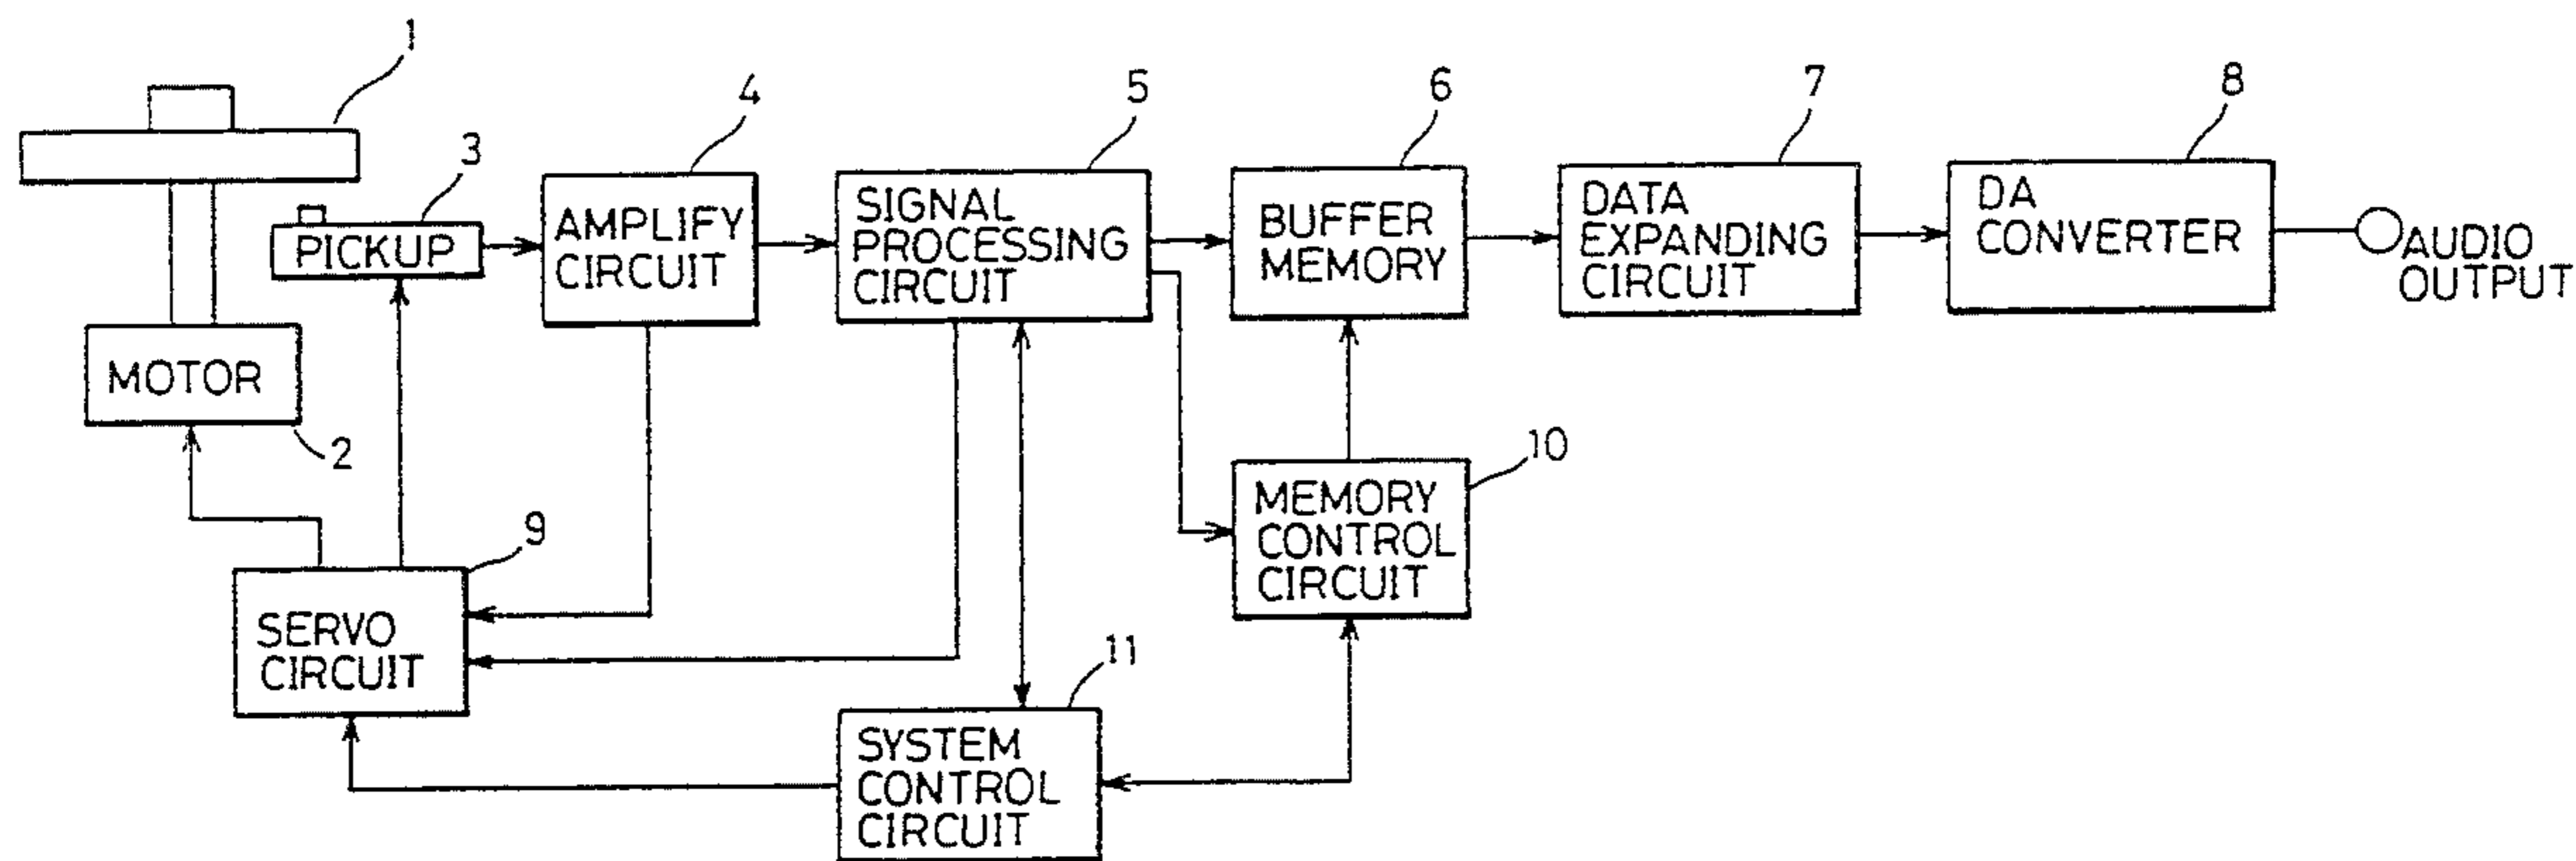 1
4
5
6
7
8
3
PICKUP
AMPLIFY
CIRCUIT
SIGNAL
PROCESSING
CIRCUIT
BUFFER
MEMORY
DATA
EXPANDING
CIRCUIT
DA
CONVERTER
AUDIO
OUTPUT
MOTOR
2
10
MEMORY
CONTROL
CIRCUIT
9
SERVO
CIRCUIT
11
SYSTEM
CONTROL
CIRCUIT